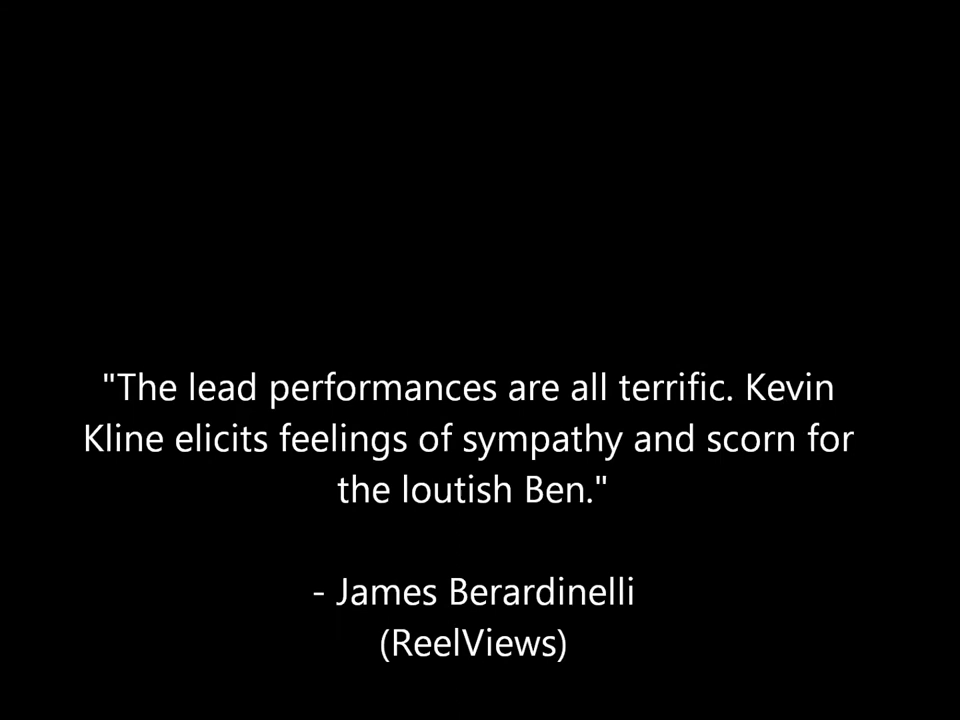 "The lead performances are all terrific. Kevin
Kline elicits feelings of sympathy and scorn for
the loutish Ben."
- James Berardinelli
(ReelViews)